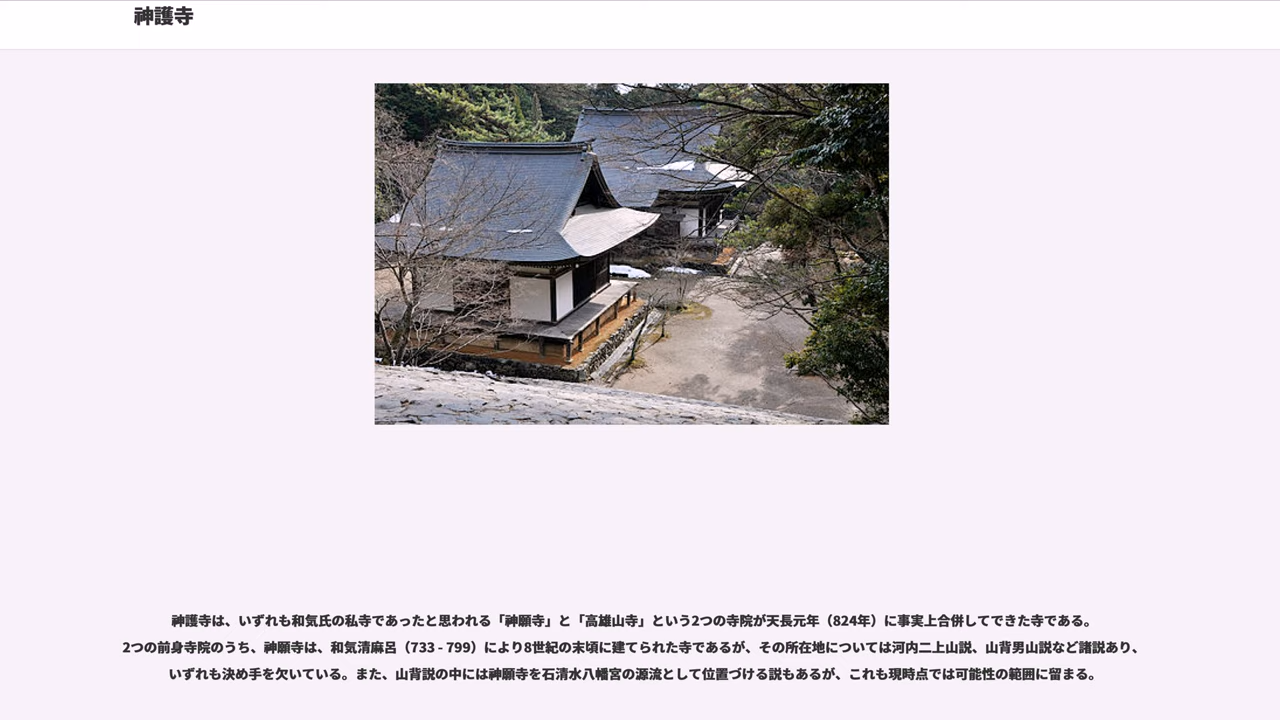 神護寺
神護寺は、いずれも和気氏の私寺であったと思われる「神願寺」と「高雄山寺」という2つの寺院が天長元年（824年）に事実上合併してできた寺である。
2つの前身寺院のうち、神願寺は、和気清麻呂（733 - 799）により8世紀の末頃に建てられた寺であるが、その所在地については河内二上山説、山背男山説など諸説あり、
いずれも決め手を欠いている。また、山背説の中には神願寺を石清水八幡宮の源流として位置づける説もあるが、これも現時点では可能性の範囲に留まる。